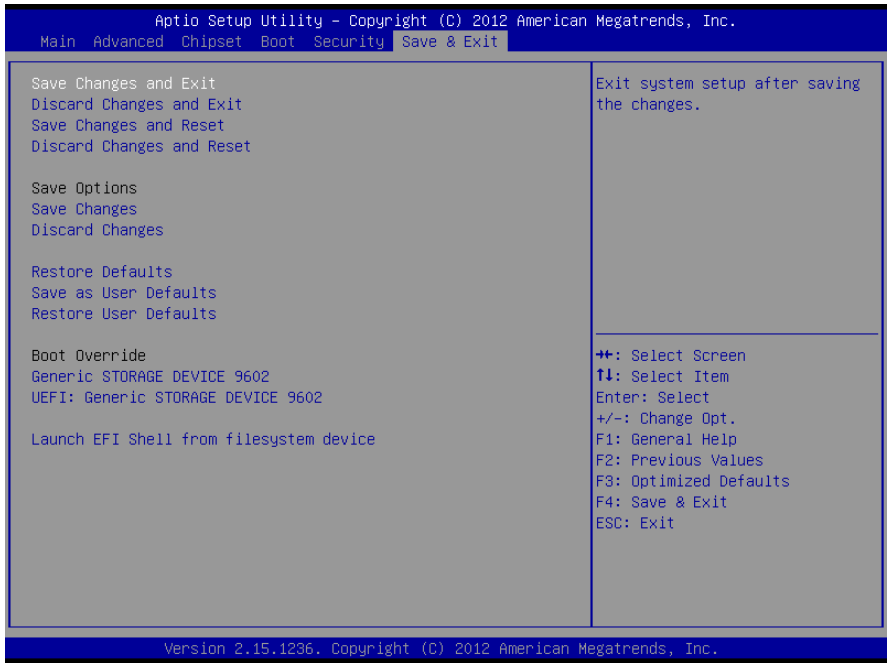 Aptio Setup Utility – Copyright (C) 2012 American Megatrends, Inc.
Main Advanced Chipset Boot Security Save & Exit
Save Changes and Exit
Discard Changes and Exit
Save Changes and Reset
Discard Changes and Reset
Save Options
Save Changes
Discard Changes
Restore Defaults
Save as User Defaults
Restore User Defaults
Boot Override
Generic STORAGE DEVICE 9602
UEFI: Generic STORAGE DEVICE 9602
Launch EFI Shell from filesystem device
Exit system setup after saving
the changes.
→←: Select Screen
↑↓: Select Item
Enter: Select
+/-: Change Opt.
F1: General Help
F2: Previous Values
F3: Optimized Defaults
F4: Save & Exit
ESC: Exit
Version 2.15.1236. Copyright (C) 2012 American Megatrends, Inc.